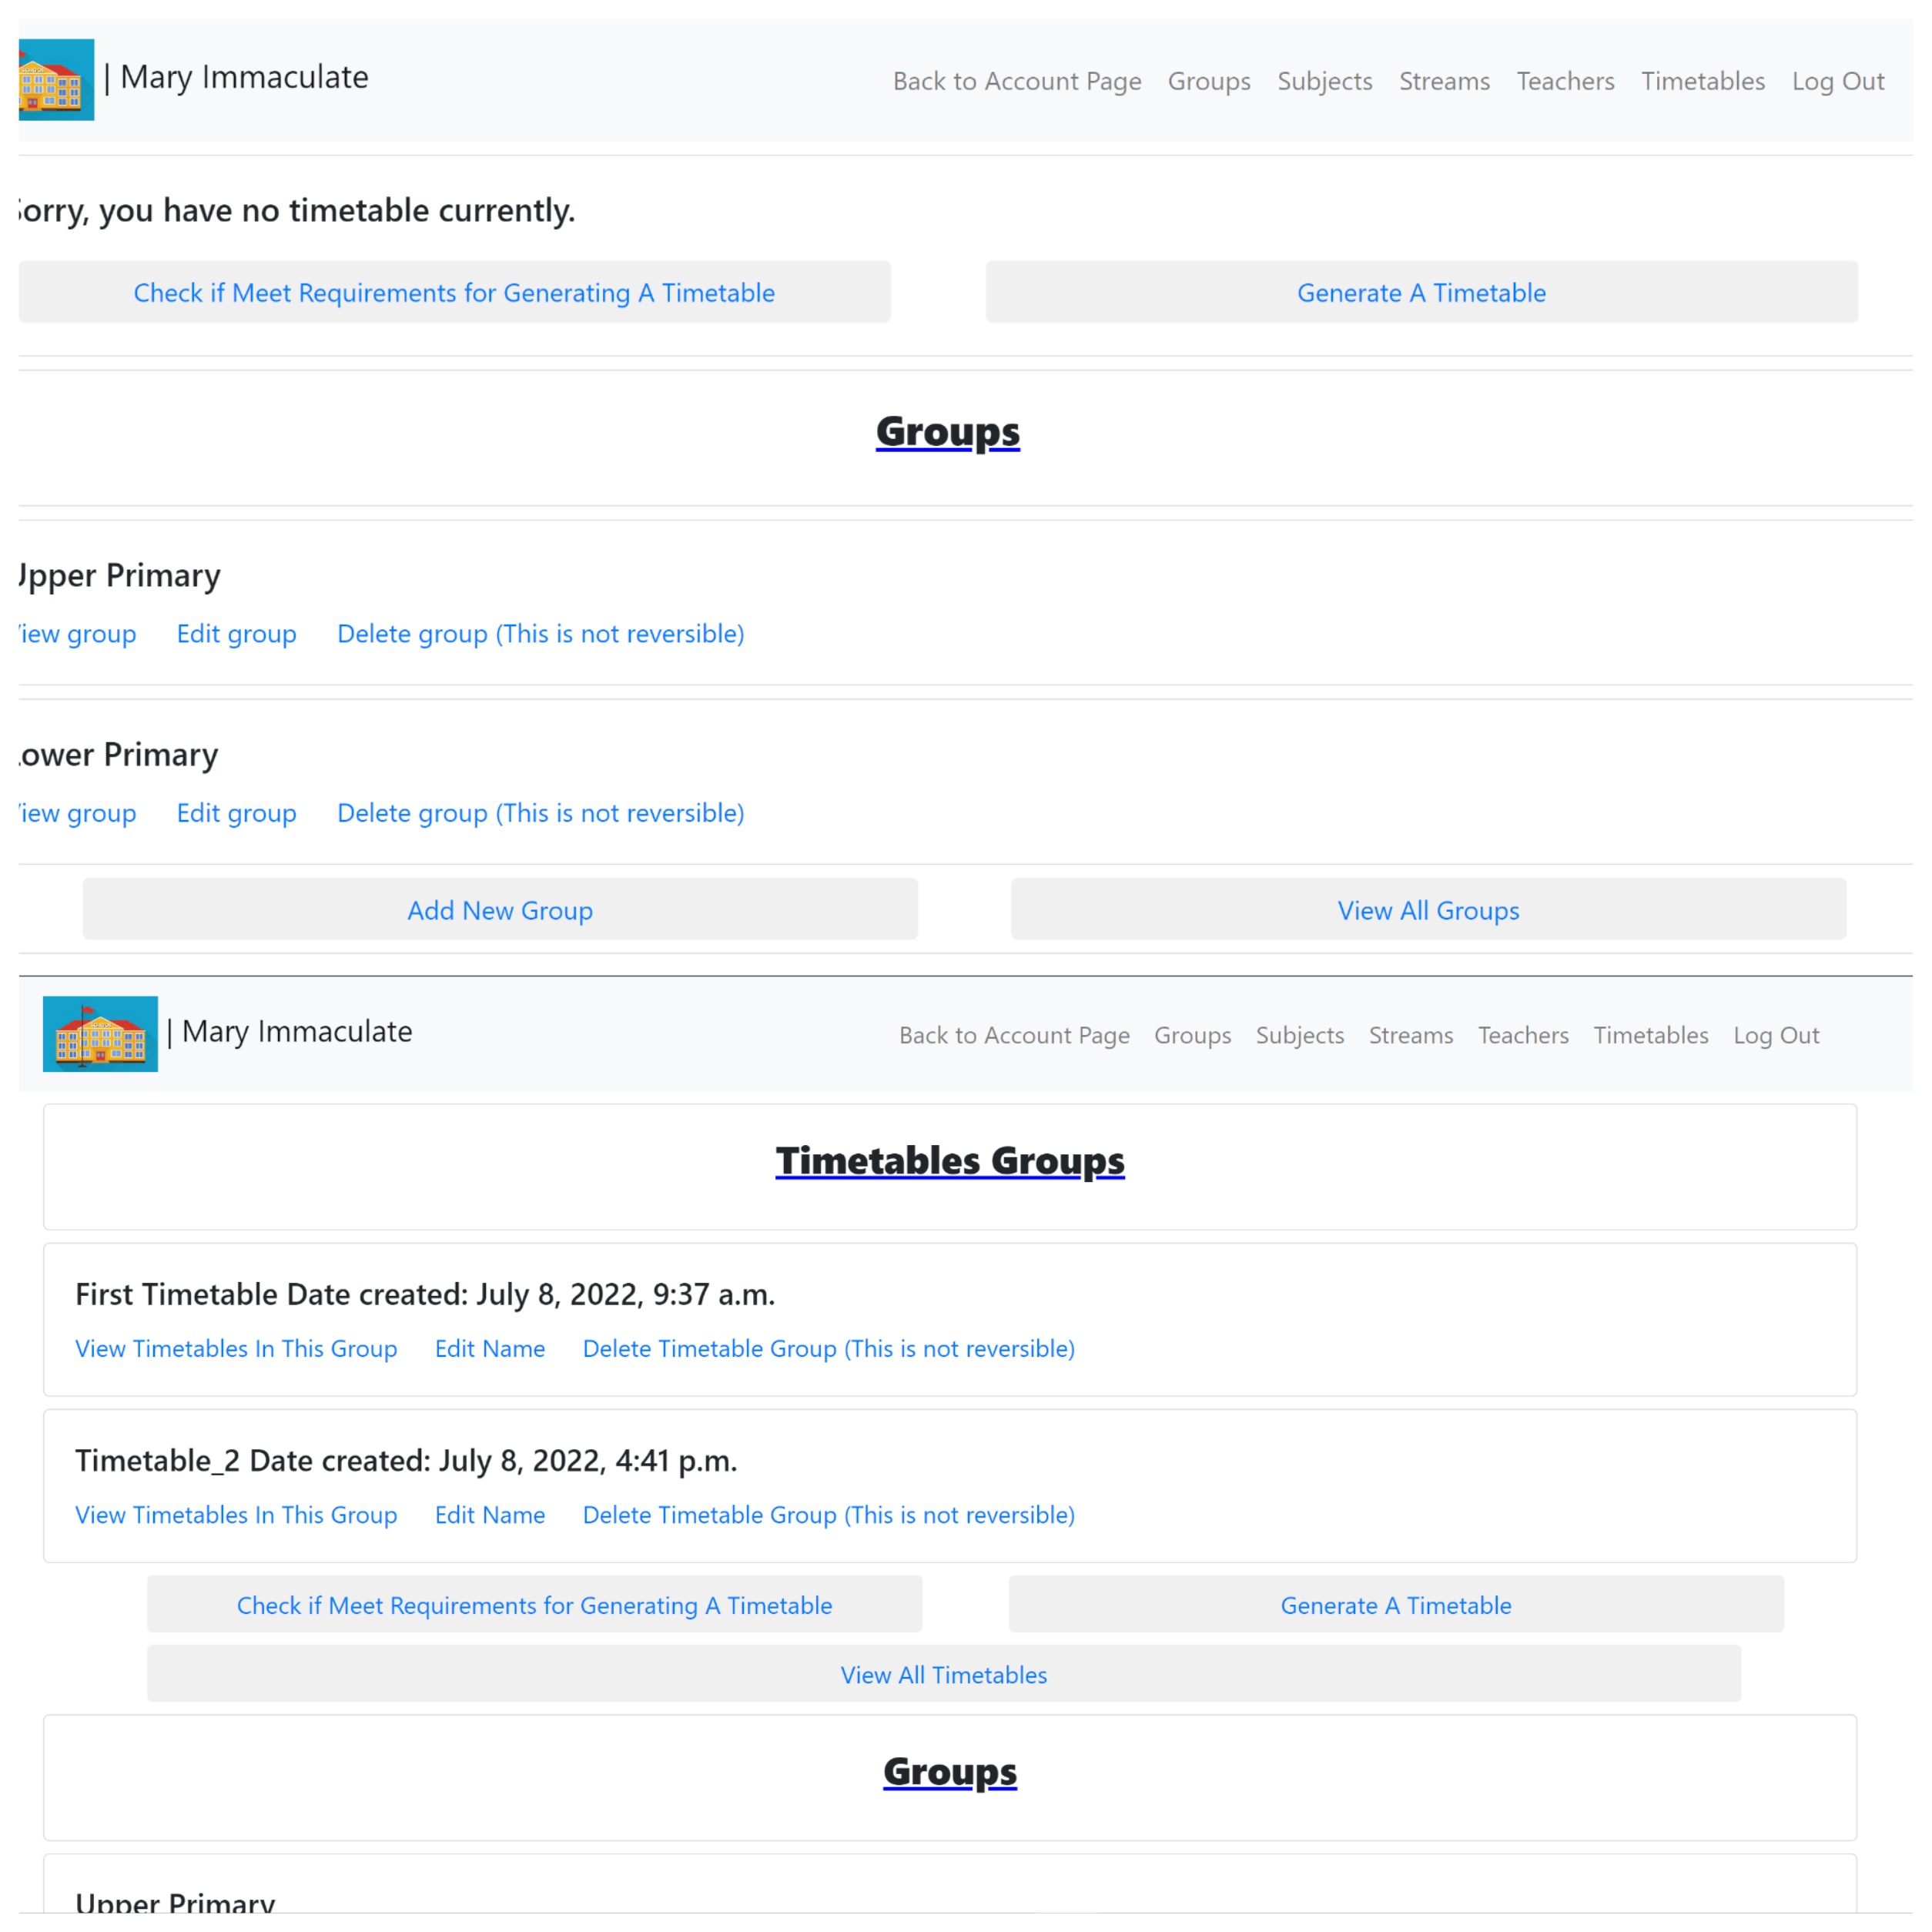 | Mary Immaculate Back to Account Page Groups Subjects Streams Teachers Timetables Log Out
orry, you have no timetable currently.
Check if Meet Requirements for Generating A Timetable Generate A Timetable
Groups
Upper Primary
iew group Edit group Delete group (This is not reversible)
ower Primary
iew group Edit group Delete group (This is not reversible)
Add New Group View All Groups
| Mary Immaculate Back to Account Page Groups Subjects Streams Teachers Timetables Log Out
Timetables Groups
First Timetable Date created: July 8, 2022, 9:37 a.m.
View Timetables In This Group Edit Name Delete Timetable Group (This is not reversible)
Timetable_2 Date created: July 8, 2022, 4:41 p.m.
View Timetables In This Group Edit Name Delete Timetable Group (This is not reversible)
Check if Meet Requirements for Generating A Timetable Generate A Timetable
View All Timetables
Groups
Upper Primary